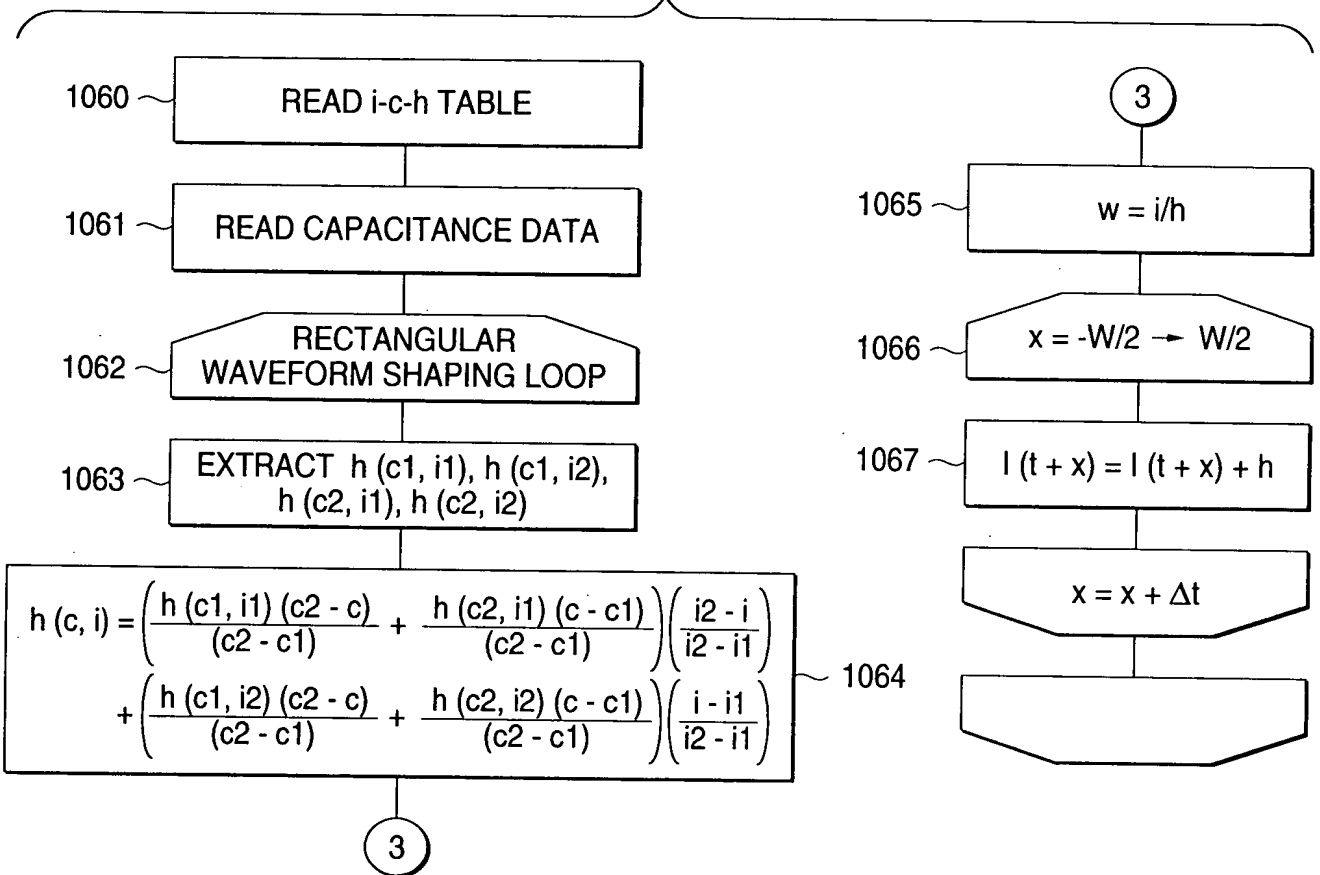 1060
READ i-c-h TABLE
1061
READ CAPACITANCE DATA
1062
RECTANGULAR
WAVEFORM SHAPING LOOP
1063
EXTRACT h (c1, i1), h (c1, i2),
h (c2, i1), h (c2, i2)
h (c, i) = ( h (c1, i1) (c2 - c) / (c2 - c1) + h (c2, i1) (c - c1) / (c2 - c1) ) ( i2 - i / i2 - i1 )
+ ( h (c1, i2) (c2 - c) / (c2 - c1) + h (c2, i2) (c - c1) / (c2 - c1) ) ( i - i1 / i2 - i1 )
1064
3
3
1065
w = i/h
1066
x = -W/2 → W/2
1067
I (t + x) = I (t + x) + h
x = x + Δt